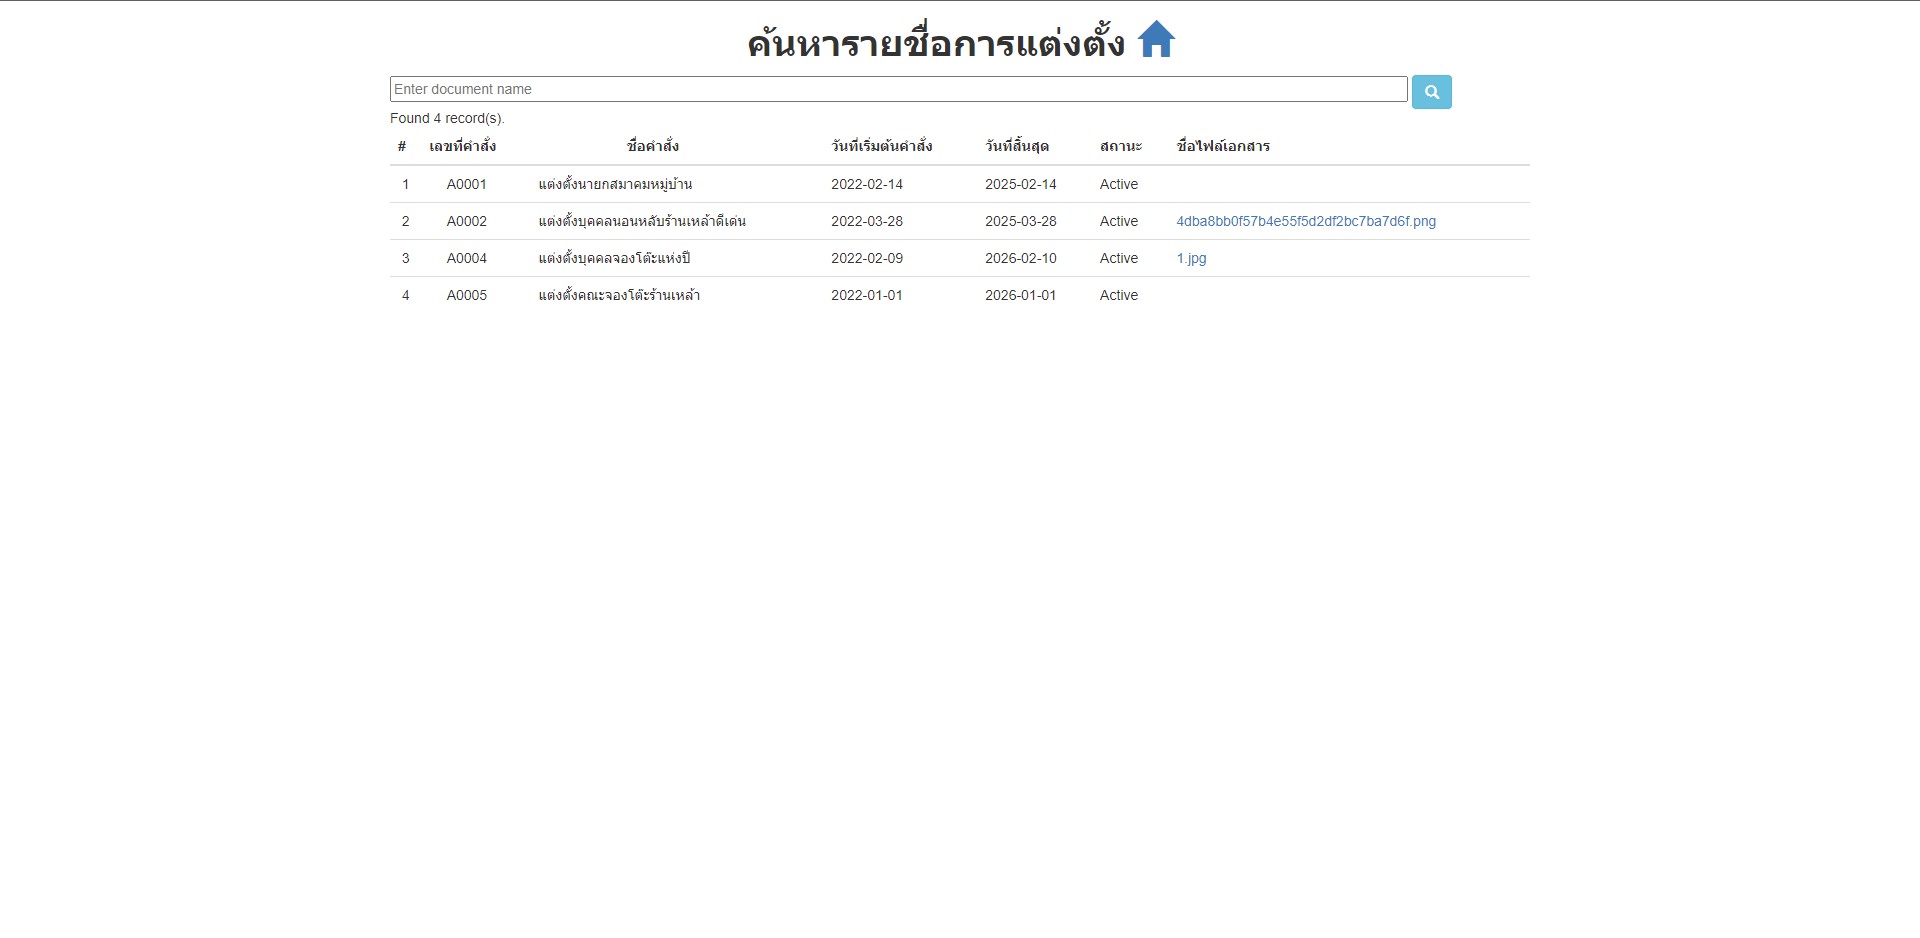 ค้นหารายชื่อการแต่งตั้ง
Enter document name
Found 4 record(s).
# เลขที่คำสั่ง ชื่อคำสั่ง วันที่เริ่มต้นคำสั่ง วันที่สิ้นสุด สถานะ ชื่อไฟล์เอกสาร
1 A0001 แต่งตั้งนายกสมาคมหมู่บ้าน 2022-02-14 2025-02-14 Active
2 A0002 แต่งตั้งบุคคลนอนหลับร้านเหล้าดีเด่น 2022-03-28 2025-03-28 Active 4dba8bb0f57b4e55f5d2df2bc7ba7d6f.png
3 A0004 แต่งตั้งบุคคลจองโต๊ะแห่งปี 2022-02-09 2026-02-10 Active 1.jpg
4 A0005 แต่งตั้งคณะจองโต๊ะร้านเหล้า 2022-01-01 2026-01-01 Active